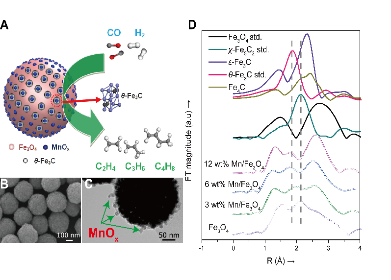 A
CO H₂
θ-Fe₃C
Fe₃O₄ MnOₓ
θ-Fe₃C
C₂H₄ C₃H₆ C₄H₈
B
100 nm
C
MnOₓ
50 nm
D
Fe₃O₄ std.
χ-Fe₅C₂ std.
ε-Fe₂C
θ-Fe₃C std.
Fe₂C
12 wt.% Mn/Fe₃O₄
6 wt% Mn/Fe₃O₄
3 wt% Mn/Fe₃O₄
Fe₃O₄
FT magnitude (a.u) →
0 1 2 3 4
R (Å) →